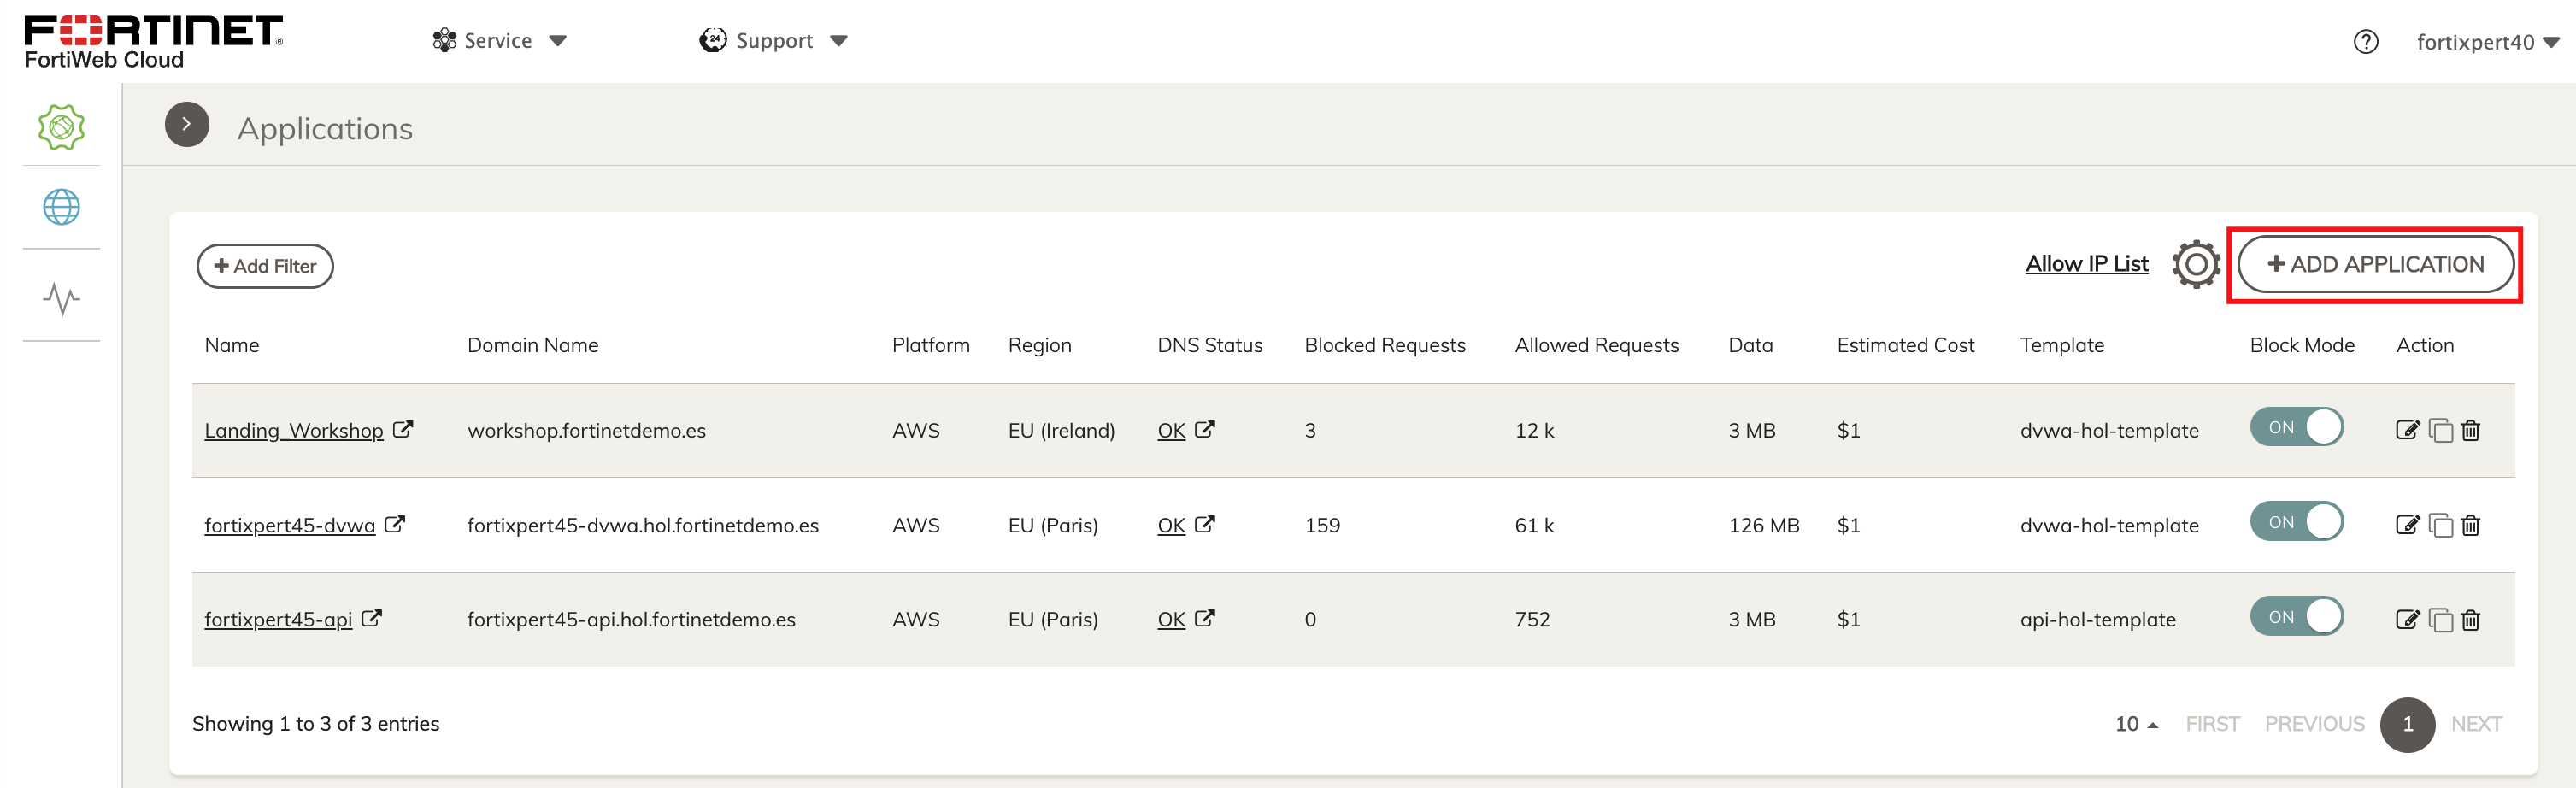 FORTINET
FortiWeb Cloud
Service
24
Support
fortixpert40
Applications
Add Filter
Allow IP List
ADD APPLICATION
Name Domain Name Platform Region DNS Status Blocked Requests Allowed Requests Data Estimated Cost Template Block Mode Action
Landing_Workshop workshop.fortinetdemo.es AWS EU (Ireland) OK 3 12 k 3 MB $1 dvwa-hol-template ON
fortixpert45-dvwa fortixpert45-dvwa.hol.fortinetdemo.es AWS EU (Paris) OK 159 61 k 126 MB $1 dvwa-hol-template ON
fortixpert45-api fortixpert45-api.hol.fortinetdemo.es AWS EU (Paris) OK 0 752 3 MB $1 api-hol-template ON
Showing 1 to 3 of 3 entries
10 FIRST PREVIOUS 1 NEXT